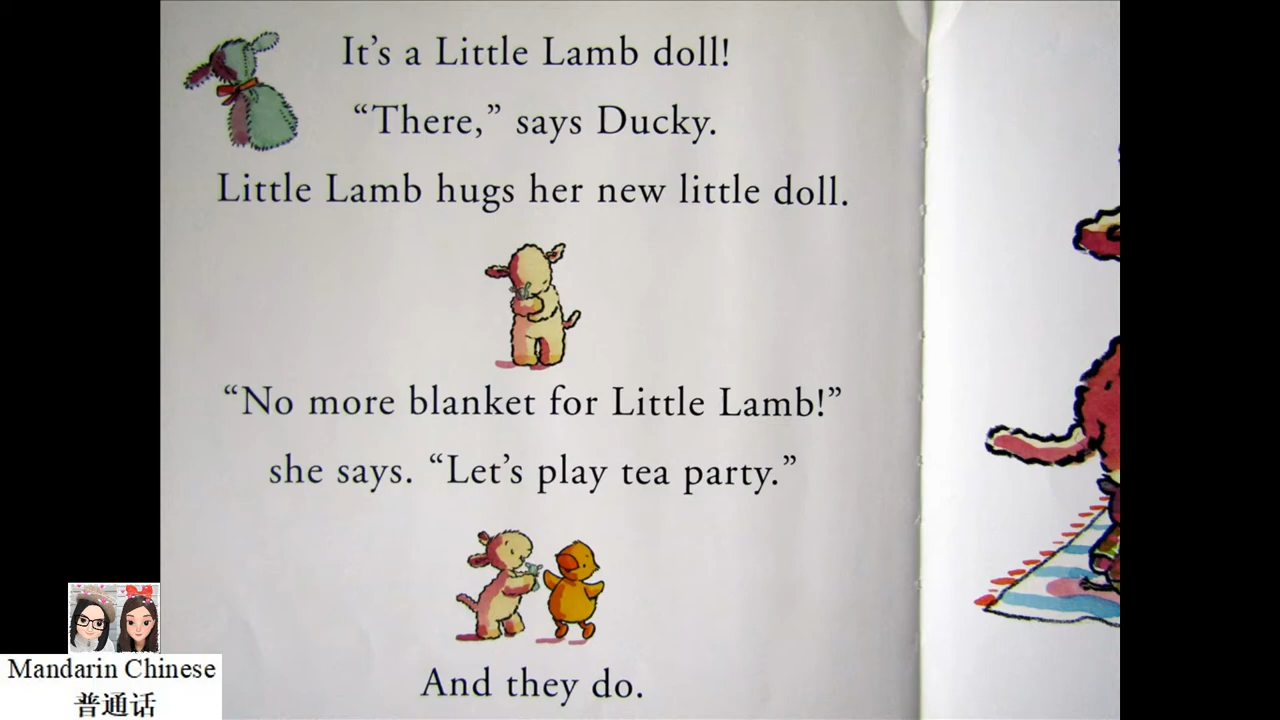 It's a Little Lamb doll!
“There,” says Ducky.
Little Lamb hugs her new little doll.
“No more blanket for Little Lamb!”
she says. “Let's play tea party.”
And they do.
Mandarin Chinese
普通话